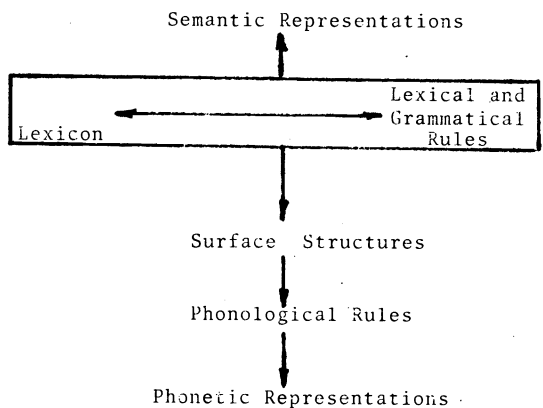 Semantic Representations
Lexical and
Grammatical
Rules
Lexicon
Surface Structures
Phonological Rules
Phonetic Representations